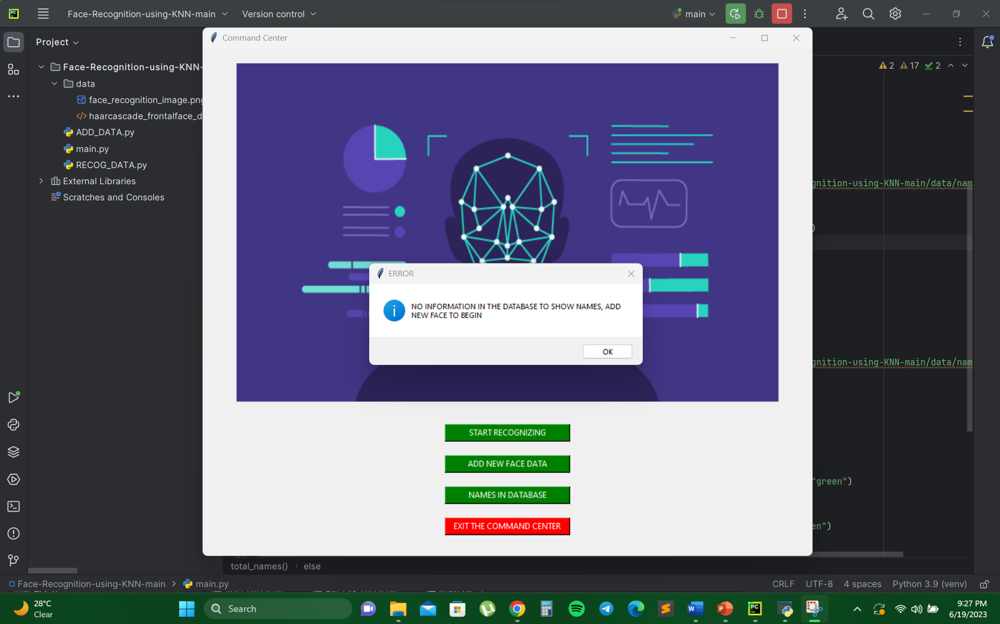 PC
Face-Recognition-using-KNN-main
Version control
main
Project
Command Center
2 17 2
Face-Recognition-using-KNN-
data
face_recognition_image.png
haarcascade_frontalface_d
ADD_DATA.py
main.py
RECOG_DATA.py
External Libraries
Scratches and Consoles
gnition-using-KNN-main/data/nam
)
ERROR
NO INFORMATION IN THE DATABASE TO SHOW NAMES, ADD
NEW FACE TO BEGIN
OK
gnition-using-KNN-main/data/nam
START RECOGNIZING
ADD NEW FACE DATA
"green")
NAMES IN DATABASE
EXIT THE COMMAND CENTER
en")
total_names() › else
Face-Recognition-using-KNN-main > main.py
CRLF UTF-8 4 spaces Python 3.9 (venv)
28°C
Clear
Search
9:27 PM
6/19/2023